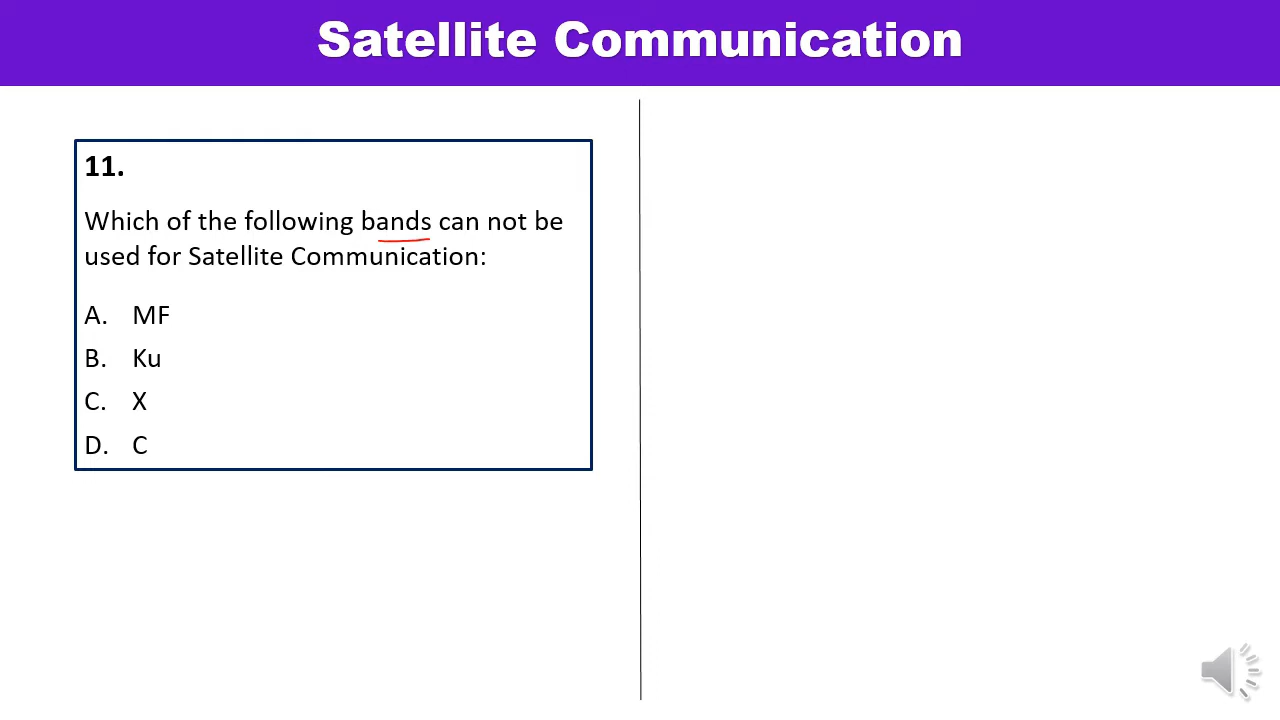 Satellite Communication
11.
Which of the following bands can not be
used for Satellite Communication:
A. MF
B. Ku
C. X
D. C